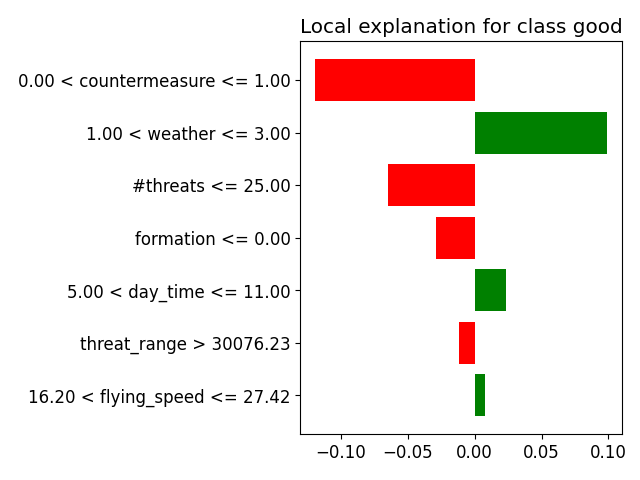 Local explanation for class good
0.00 < countermeasure <= 1.00
1.00 < weather <= 3.00
#threats <= 25.00
formation <= 0.00
5.00 < day_time <= 11.00
threat_range > 30076.23
16.20 < flying_speed <= 27.42
−0.10 −0.05 0.00 0.05 0.10